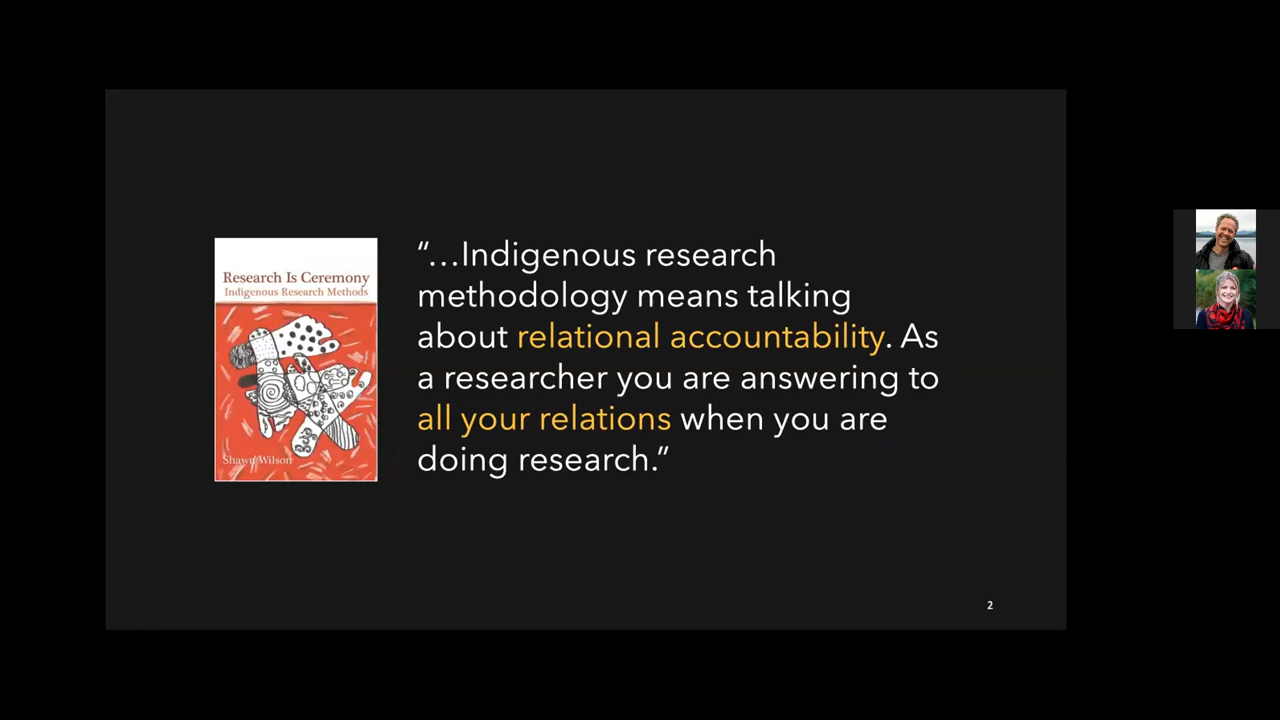 Research Is Ceremony
Indigenous Research Methods
Shawn Wilson
“…Indigenous research
methodology means talking
about relational accountability. As
a researcher you are answering to
all your relations when you are
doing research.”
2